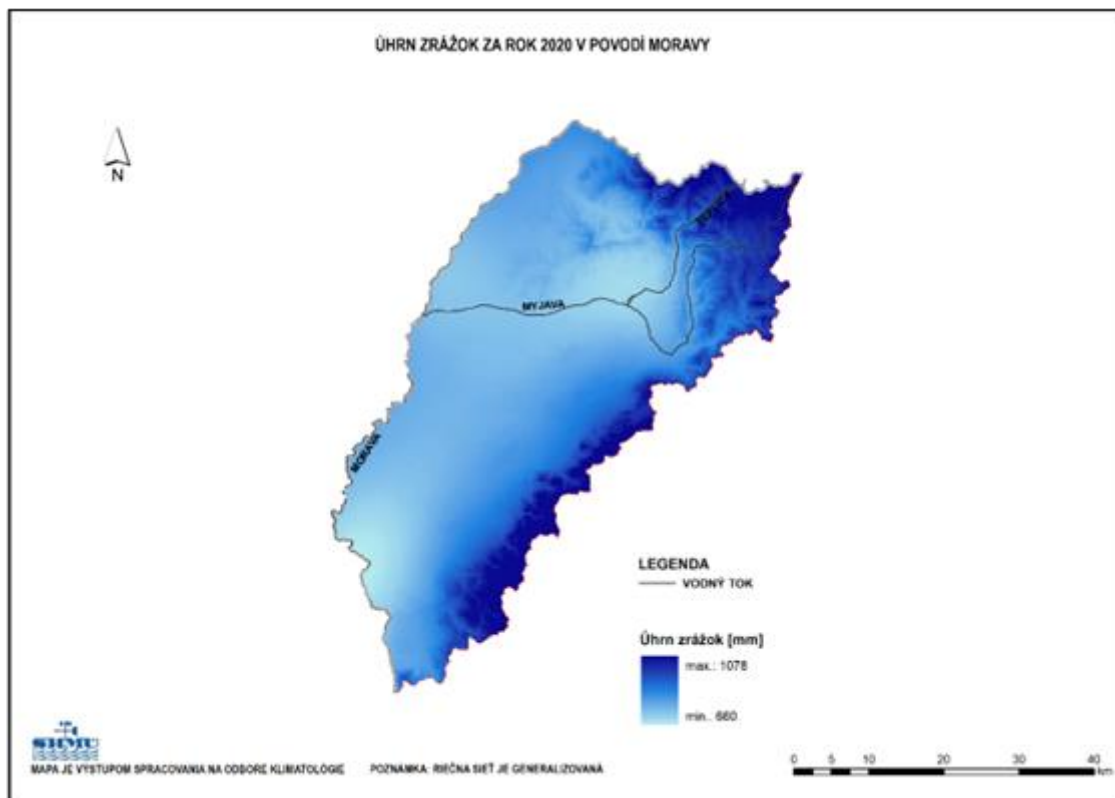 ÚHRN ZRÁŽOK ZA ROK 2020 V POVODÍ MORAVY
N
MYJAVA
MORAVA
LEGENDA
VODNÝ TOK
Úhrn zrážok [mm]
max.: 1078
min.: 660
SHMÚ
MAPA JE VÝSTUPOM SPRACOVANIA NA ODBORE KLIMATOLÓGIE
POZNÁMKA: RIEČNA SIEŤ JE GENERALIZOVANÁ
0 5 10 20 30 40
km